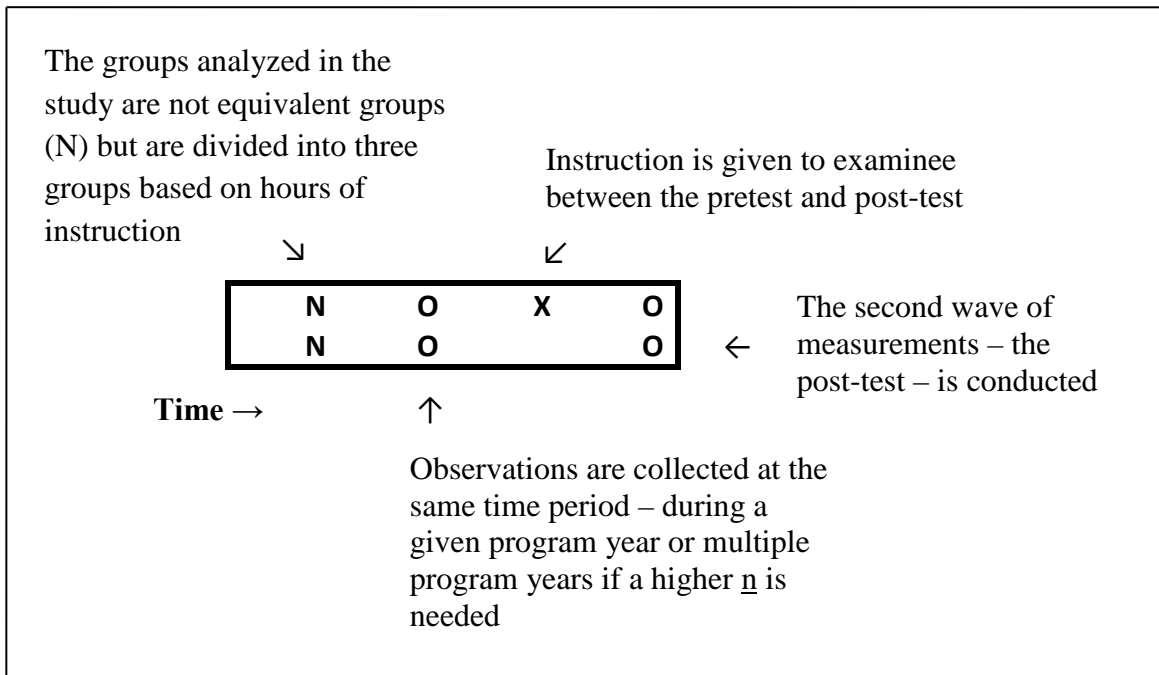 The groups analyzed in the
study are not equivalent groups
(N) but are divided into three
groups based on hours of
instruction
Instruction is given to examinee
between the pretest and post-test
↘
↙
N O X O
N O O
←
The second wave of
measurements – the
post-test – is conducted
Time →
↑
Observations are collected at the
same time period – during a
given program year or multiple
program years if a higher n is
needed